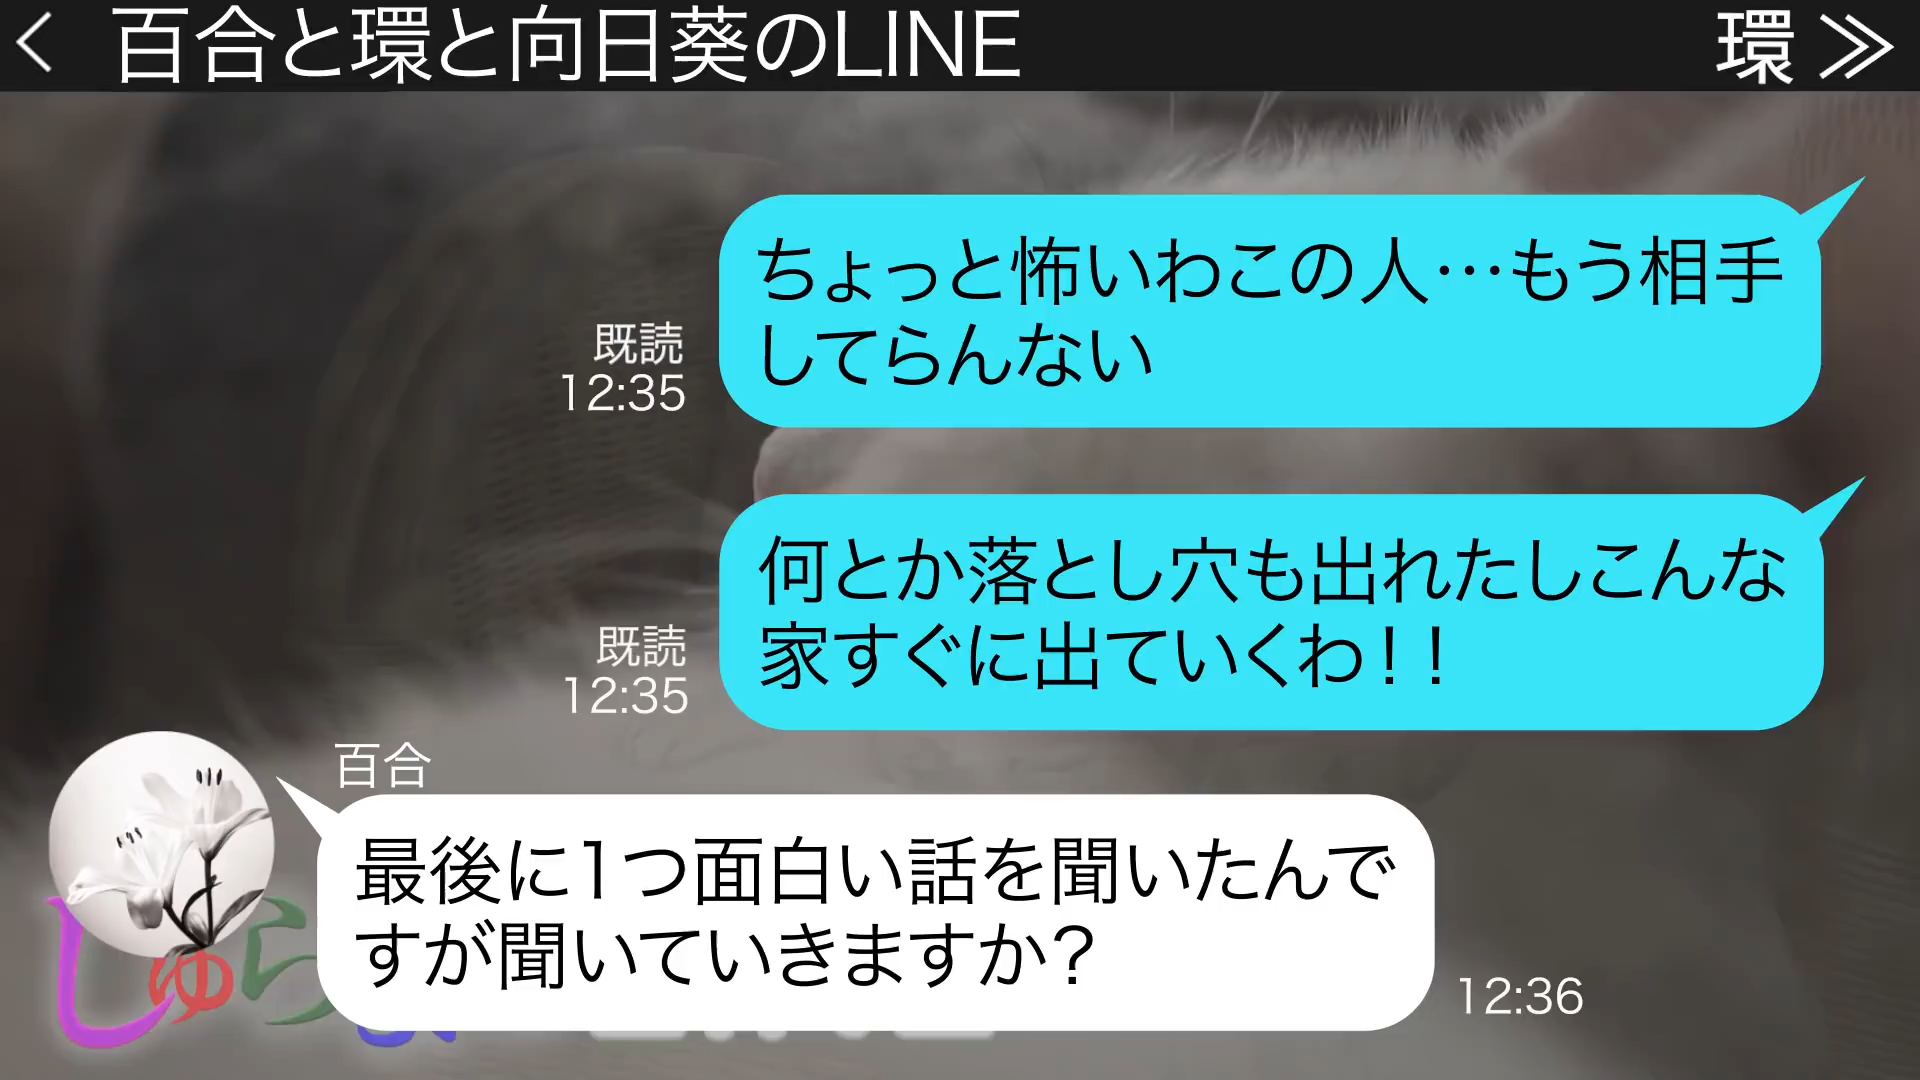 百合と環と向日葵のLINE
環
ちょっと怖いわこの人…もう相手
してらんない
既読
12:35
何とか落とし穴も出れたしこんな
家すぐに出ていくわ！！
既読
12:35
百合
最後に1つ面白い話を聞いたんで
すが聞いていきますか？
12:36
しゅら